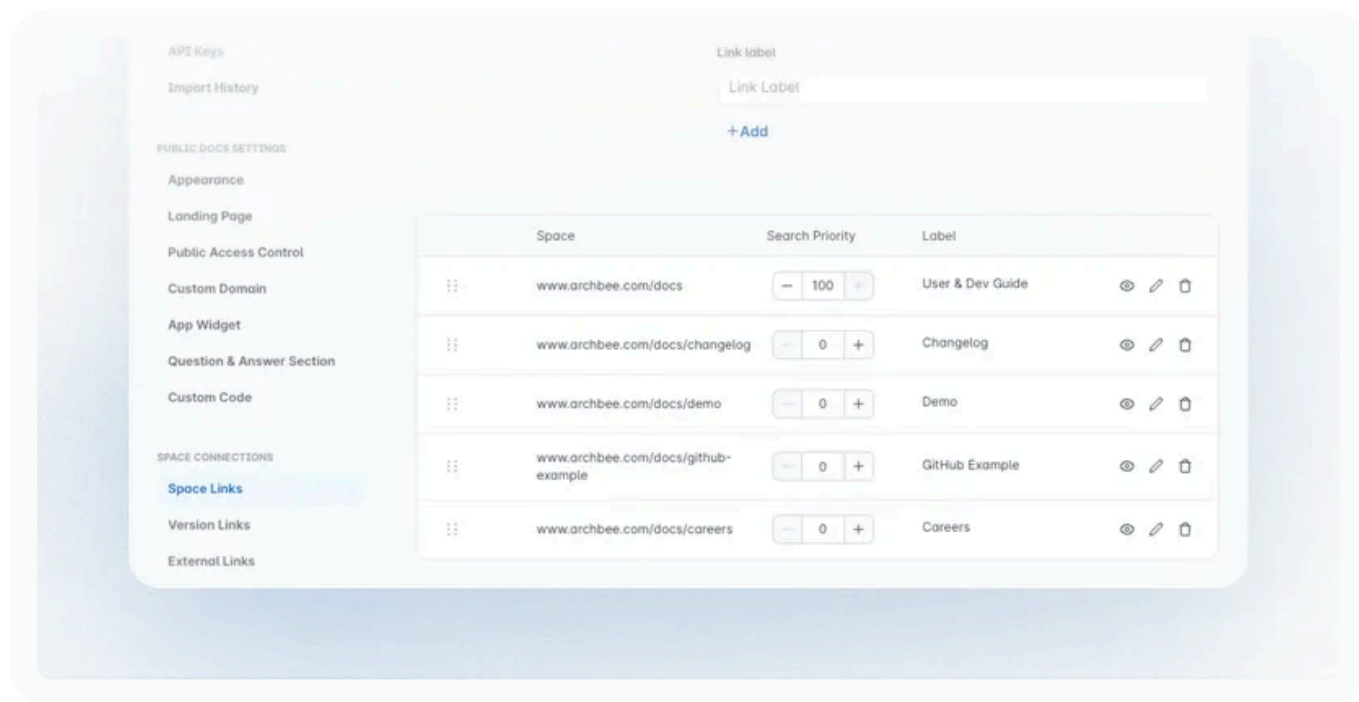 API Keys
Import History
PUBLIC DOCS SETTINGS
Appearance
Landing Page
Public Access Control
Custom Domain
App Widget
Question & Answer Section
Custom Code
SPACE CONNECTIONS
Space Links
Version Links
External Links
Link label
Link Label
+Add
Space Search Priority Label
www.archbee.com/docs − 100 + User & Dev Guide
www.archbee.com/docs/changelog − 0 + Changelog
www.archbee.com/docs/demo − 0 + Demo
www.archbee.com/docs/github-
example − 0 + GitHub Example
www.archbee.com/docs/careers − 0 + Careers